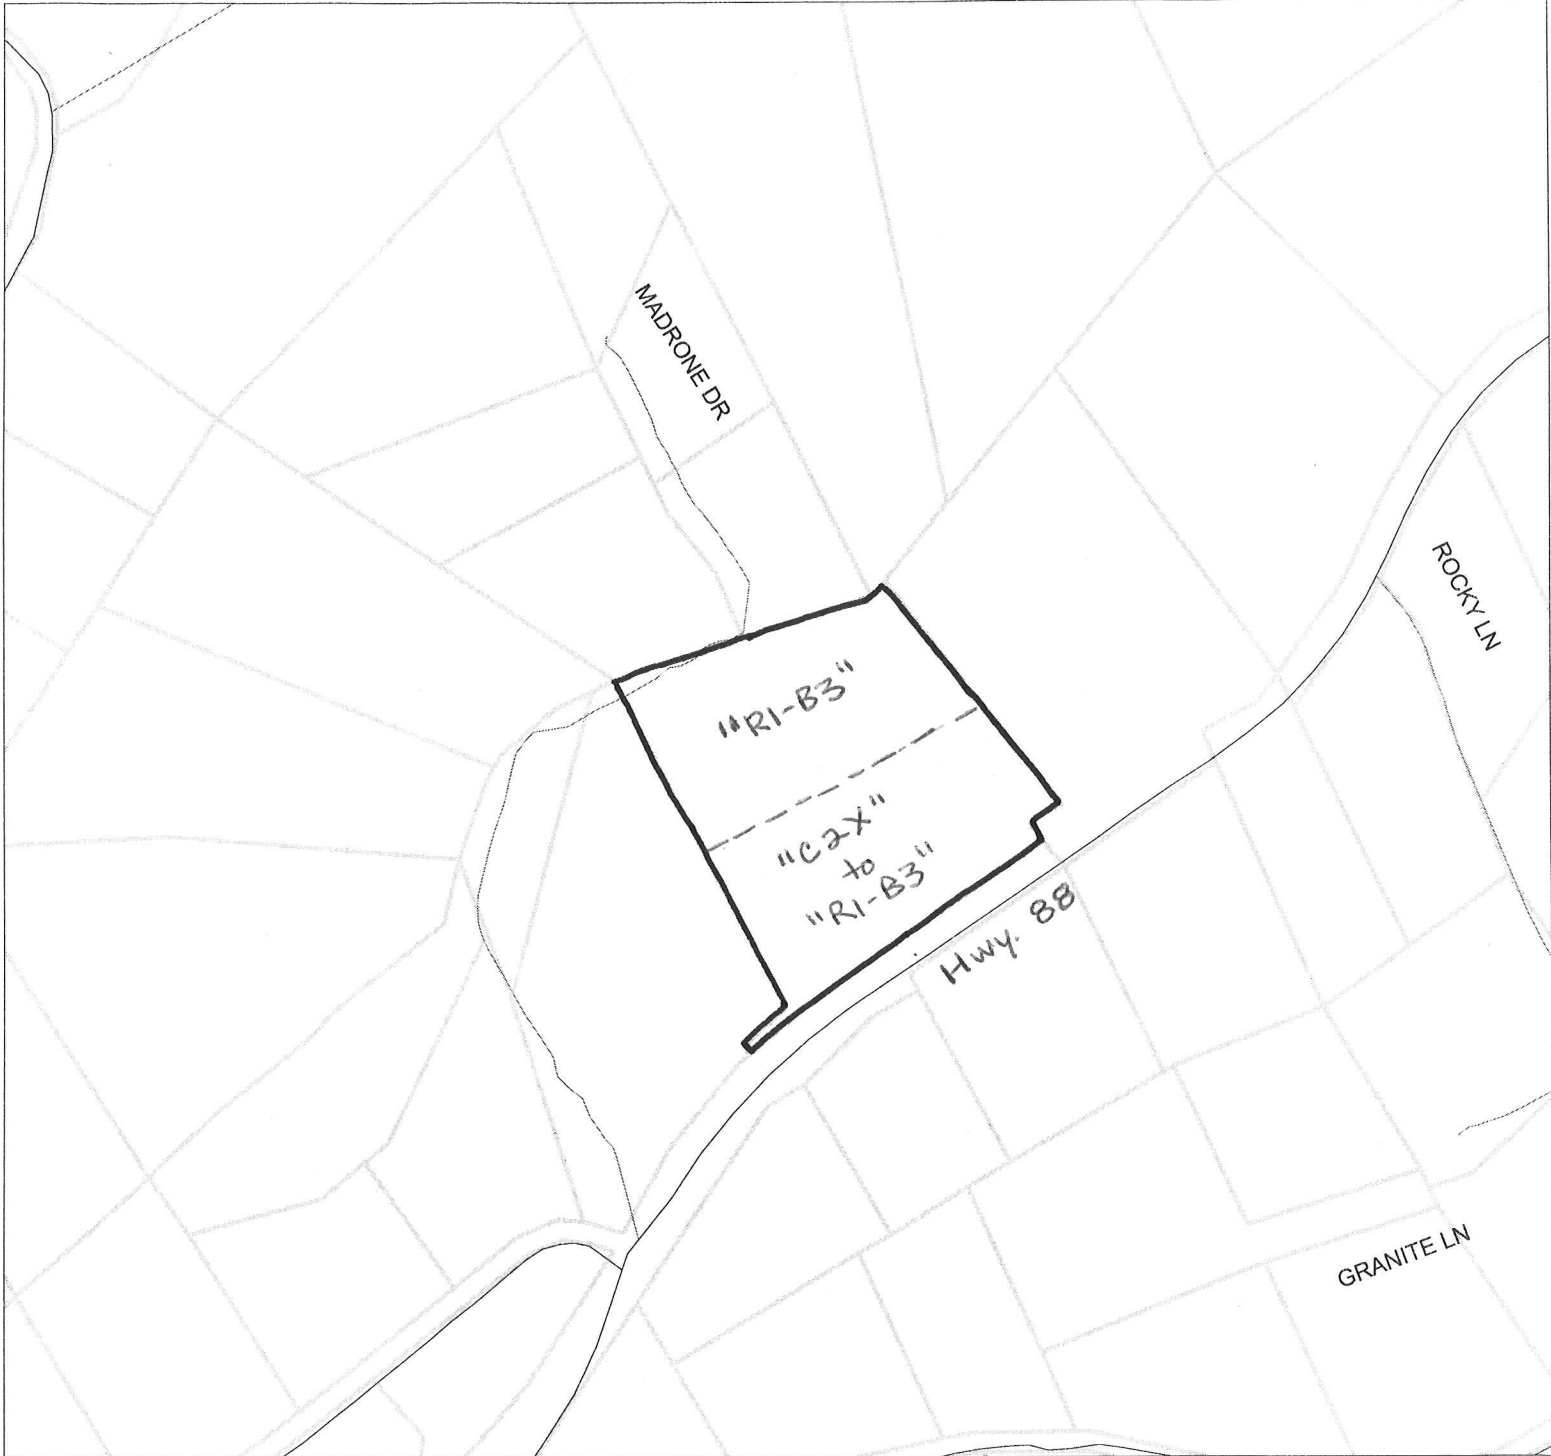 MADRONE DR
ROCKY LN
"R1-B3"
"C2X"
to
"R1-B3"
Hwy. 88
GRANITE LN